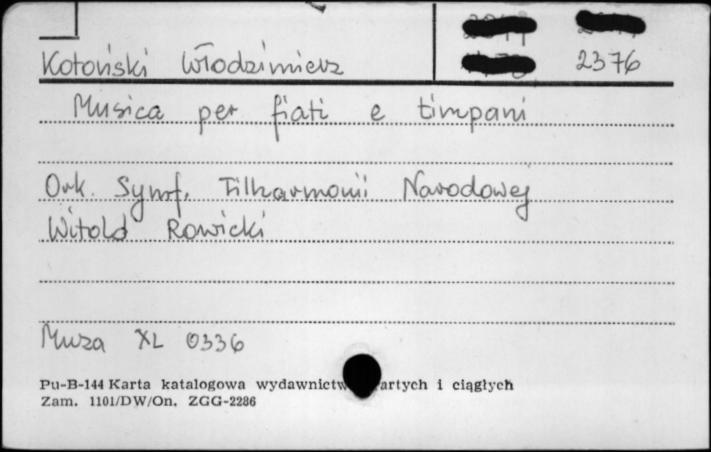 Kotoński Włodzimierz 2376
Musica per fiati e timpani
Ork. Symf. Filharmonii Narodowej
Witold Rowicki
Muza XL 0336
Pu-B-144 Karta katalogowa wydawnictw artych i ciągłych
Zam. 1101/DW/On. ZGG-2286